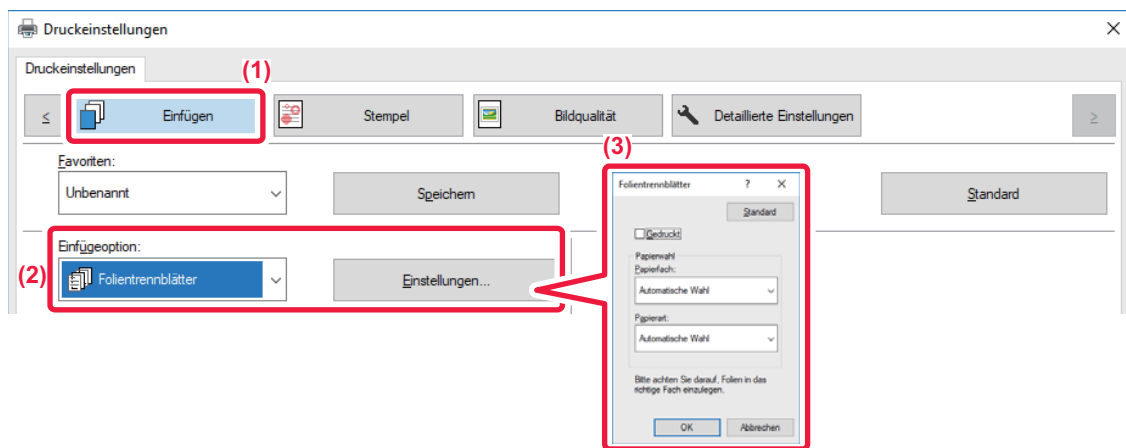 Druckeinstellungen
Druckeinstellungen
(1)
≤ Einfügen Stempel Bildqualität Detaillierte Einstellungen ≥
Favoriten:
Unbenannt Speichern Standard
(2)
Einfügeoption:
Folientrennblätter Einstellungen...
(3)
Folientrennblätter ? X
Standard
Gedruckt
Papierwahl
Papierfach:
Automatische Wahl
Papierart:
Automatische Wahl
Bitte achten Sie darauf, Folien in das
richtige Fach einzulegen.
OK Abbrechen